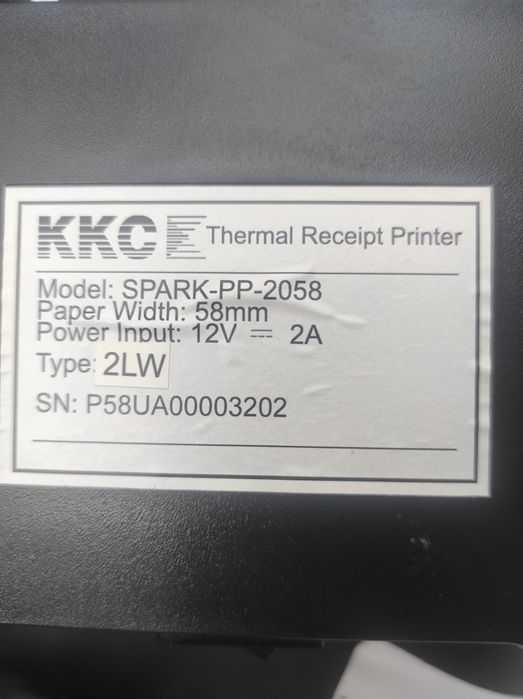 KKC E Thermal Receipt Printer
Model: SPARK-PP-2058
Paper Width: 58mm
Power Input: 12V ⎓ 2A
Type: 2LW
SN: P58UA00003202